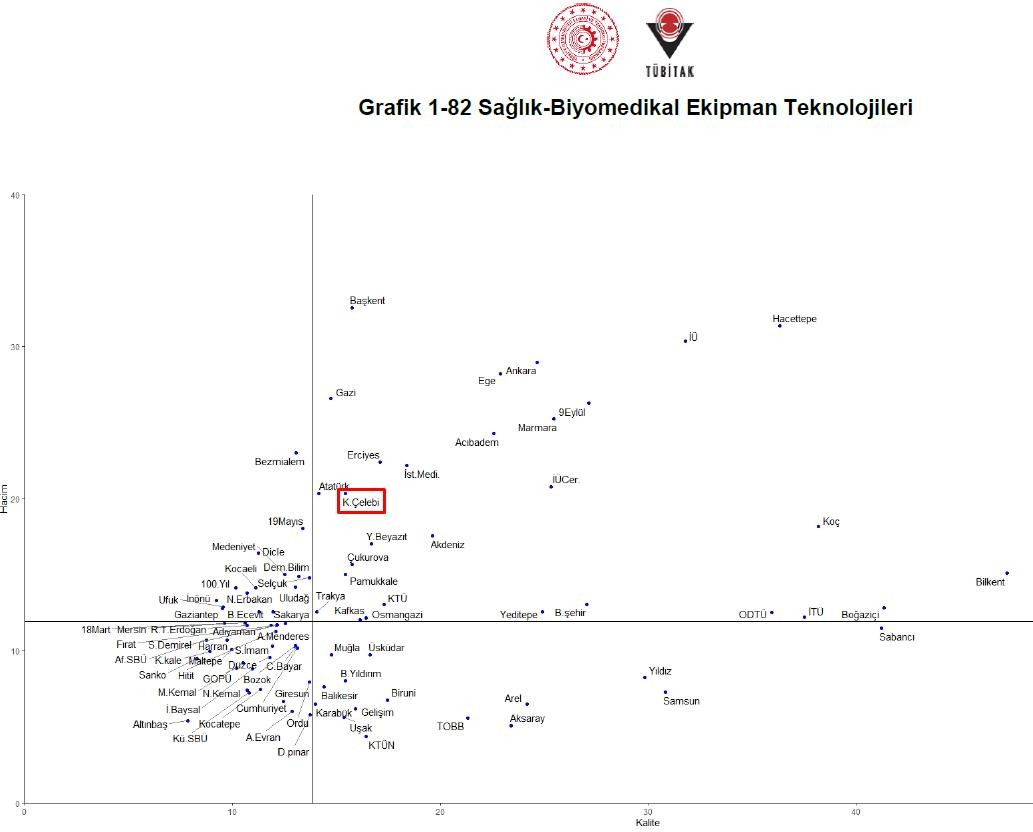 TÜBİTAK
Grafik 1-82 Sağlık-Biyomedikal Ekipman Teknolojileri
40
Başkent
Hacettepe
30
İÜ
Ankara
Ege
Gazi
9Eylül
Marmara
Acıbadem
Erciyes
Bezmialem
İst.Medi.
İÜCer.
Atatürk
20
K.Çelebi
Hacim
19Mayıs
Koç
Y.Beyazıt
Akdeniz
Medeniyet
Dicle
Çukurova
Kocaeli
Dem.Bilim
Bilkent
100.Yıl
Selçuk
Pamukkale
Ufuk
İnönü
N.Erbakan
Uludağ
Trakya
KTÜ
Gaziantep
B.Ecevit
Sakarya
Kafkas
Osmangazi
Yeditepe
B.şehir
ODTÜ
İTÜ
Boğaziçi
18Mart
Mersin
R.T.Erdoğan
Adıyaman
A.Menderes
Sabancı
Fırat
S.Demirel
Harran
S.İmam
Muğla
Üsküdar
10
Af.SBÜ
K.kale
Maltepe
Düzce
C.Bayar
Sanko
Hitit
GOPÜ
Bozok
B.Yıldırım
Yıldız
M.Kemal
N.Kemal
Giresun
Balıkesir
Biruni
Arel
Samsun
İ.Baysal
Cumhuriyet
Karabük
Gelişim
Altınbaş
Kocatepe
Ordu
Uşak
TOBB
Aksaray
Kü.SBÜ
A.Evran
KTÜN
D.pınar
0
0
10
20
30
40
Kalite